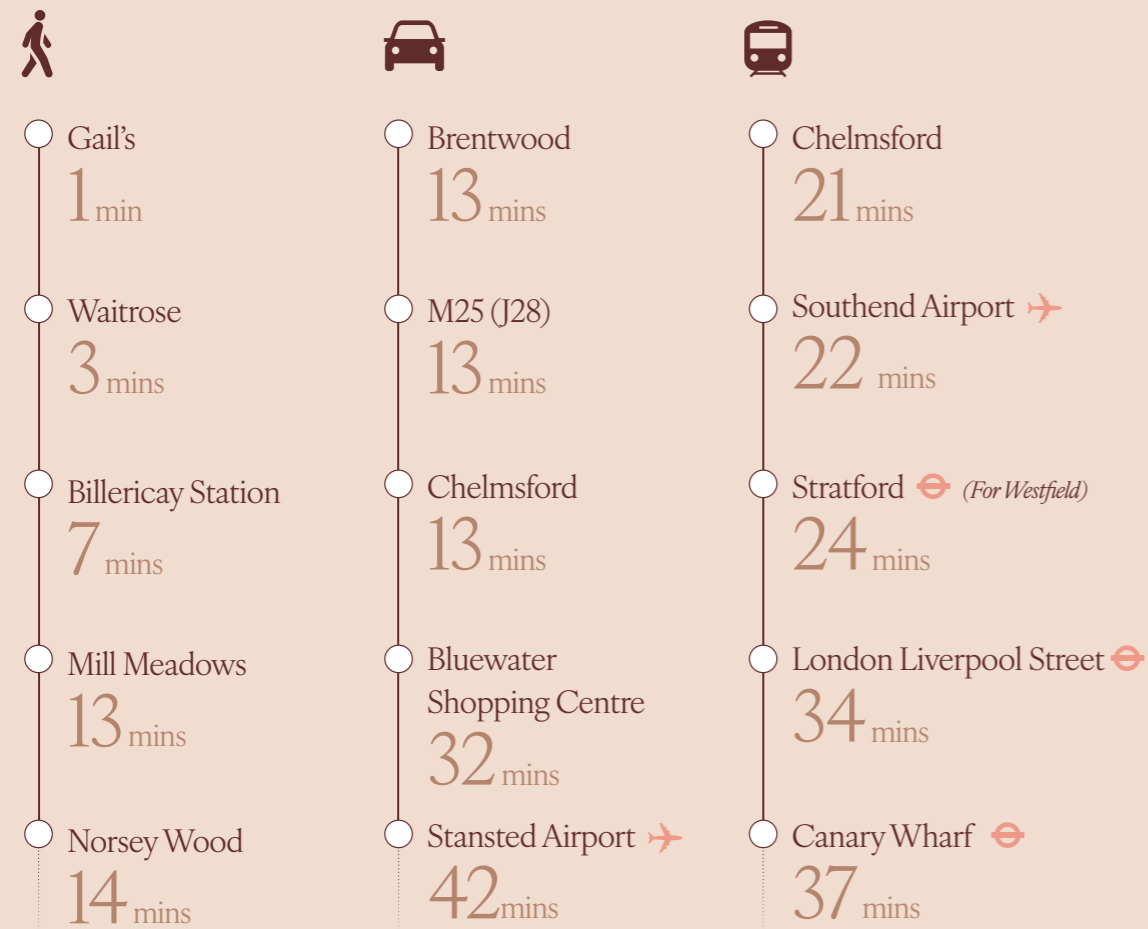 Gail’s
1 min
Waitrose
3 mins
Billericay Station
7 mins
Mill Meadows
13 mins
Norsey Wood
14 mins
Brentwood
13 mins
M25 (J28)
13 mins
Chelmsford
13 mins
Bluewater
Shopping Centre
32 mins
Stansted Airport
42mins
Chelmsford
21mins
Southend Airport
22 mins
Stratford (For Westfield)
24 mins
London Liverpool Street
34 mins
Canary Wharf
37 mins